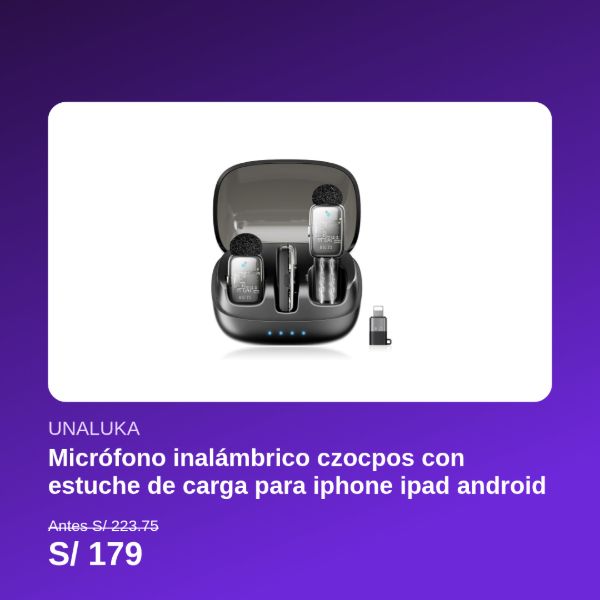 UNALUKA
Micrófono inalámbrico czocpos con
estuche de carga para iphone ipad android
Antes S/ 223.75
S/ 179